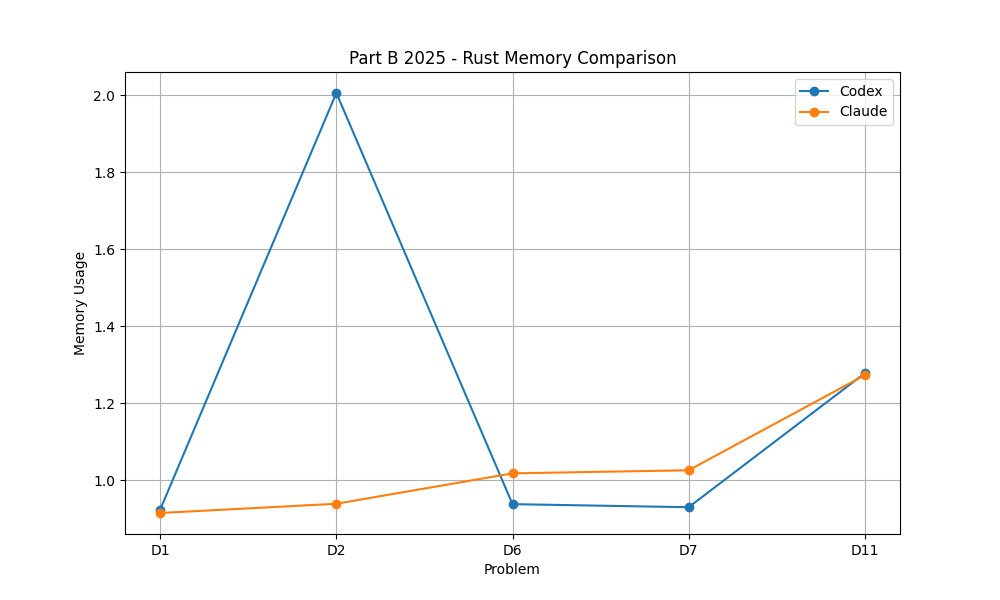 Part B 2025 - Rust Memory Comparison
Codex
Claude
2.0
1.8
1.6
1.4
1.2
1.0
Memory Usage
D1 D2 D6 D7 D11
Problem